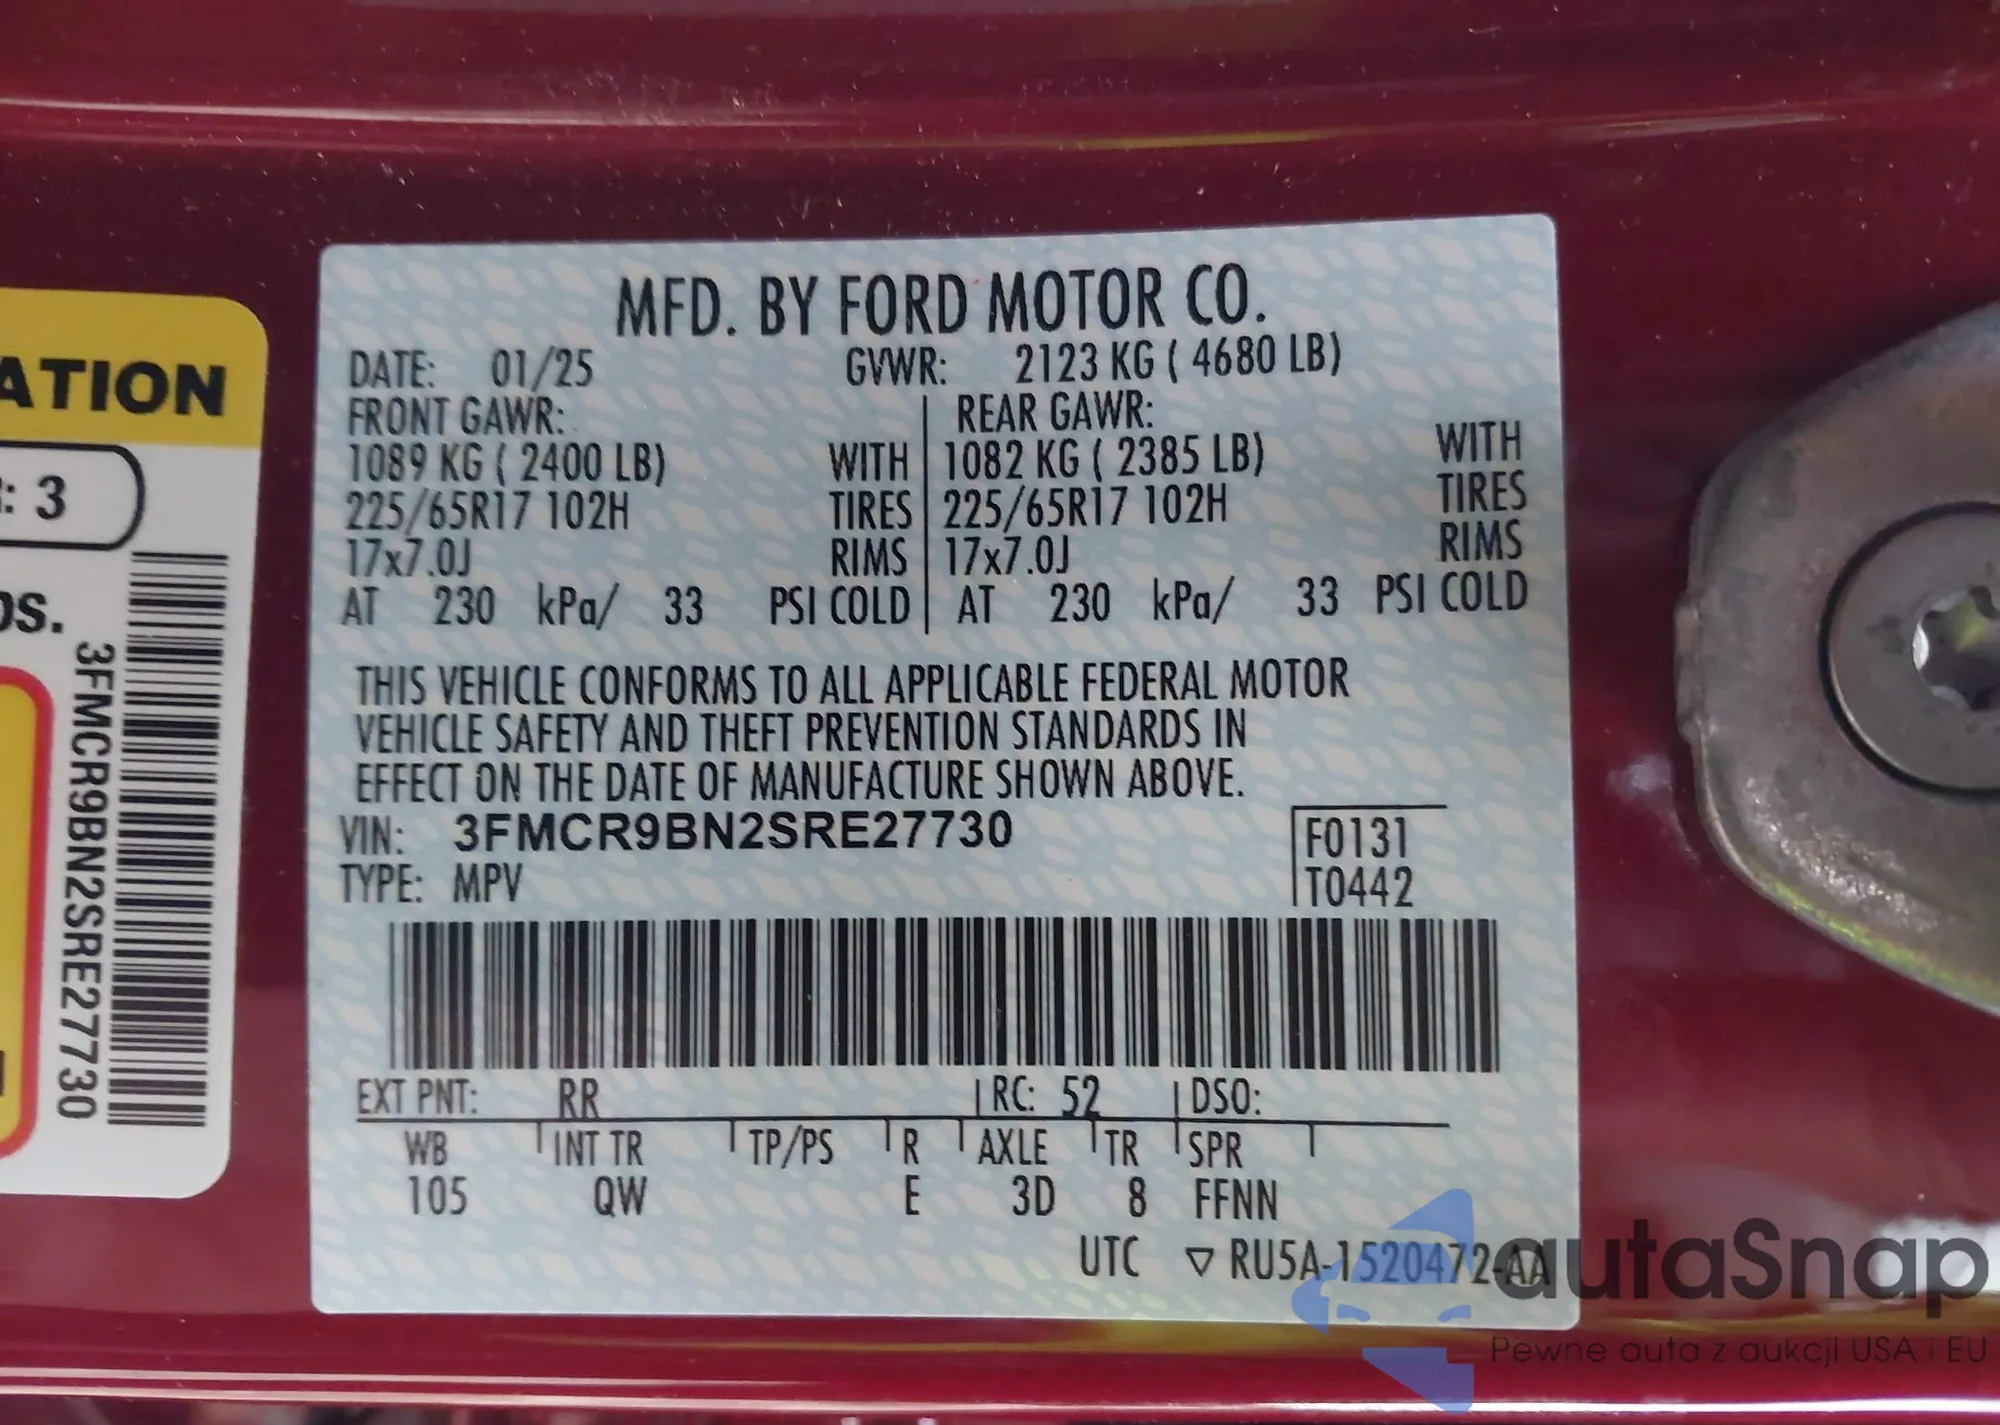 ATION
: 3
os.
3FMCR9BN2SRE27730
MFD. BY FORD MOTOR CO.
DATE: 01/25 GVWR: 2123 KG ( 4680 LB)
FRONT GAWR: REAR GAWR:
1089 KG ( 2400 LB) WITH 1082 KG ( 2385 LB) WITH
225/65R17 102H TIRES 225/65R17 102H TIRES
17x7.0J RIMS 17x7.0J RIMS
AT 230 kPa/ 33 PSI COLD AT 230 kPa/ 33 PSI COLD
THIS VEHICLE CONFORMS TO ALL APPLICABLE FEDERAL MOTOR
VEHICLE SAFETY AND THEFT PREVENTION STANDARDS IN
EFFECT ON THE DATE OF MANUFACTURE SHOWN ABOVE.
VIN: 3FMCR9BN2SRE27730 F0131
TYPE: MPV T0442
EXT PNT: RR RC: 52 DSO:
WB INT TR TP/PS R AXLE TR SPR
105 QW E 3D 8 FFNN
UTC ▽ RU5A-1520472-AA
autaSnap
Pewne auta z aukcji USA i EU